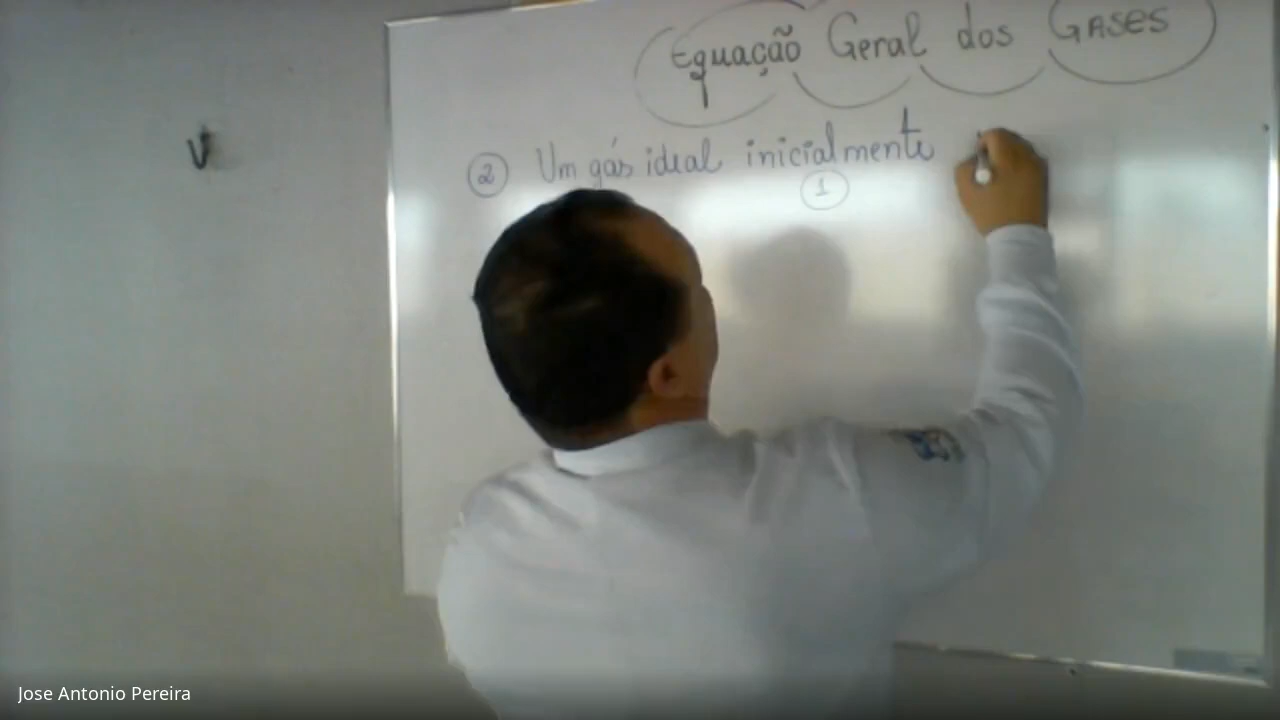 Equação Geral dos GASES
V
② Um gás ideal inicialmente
①
Jose Antonio Pereira